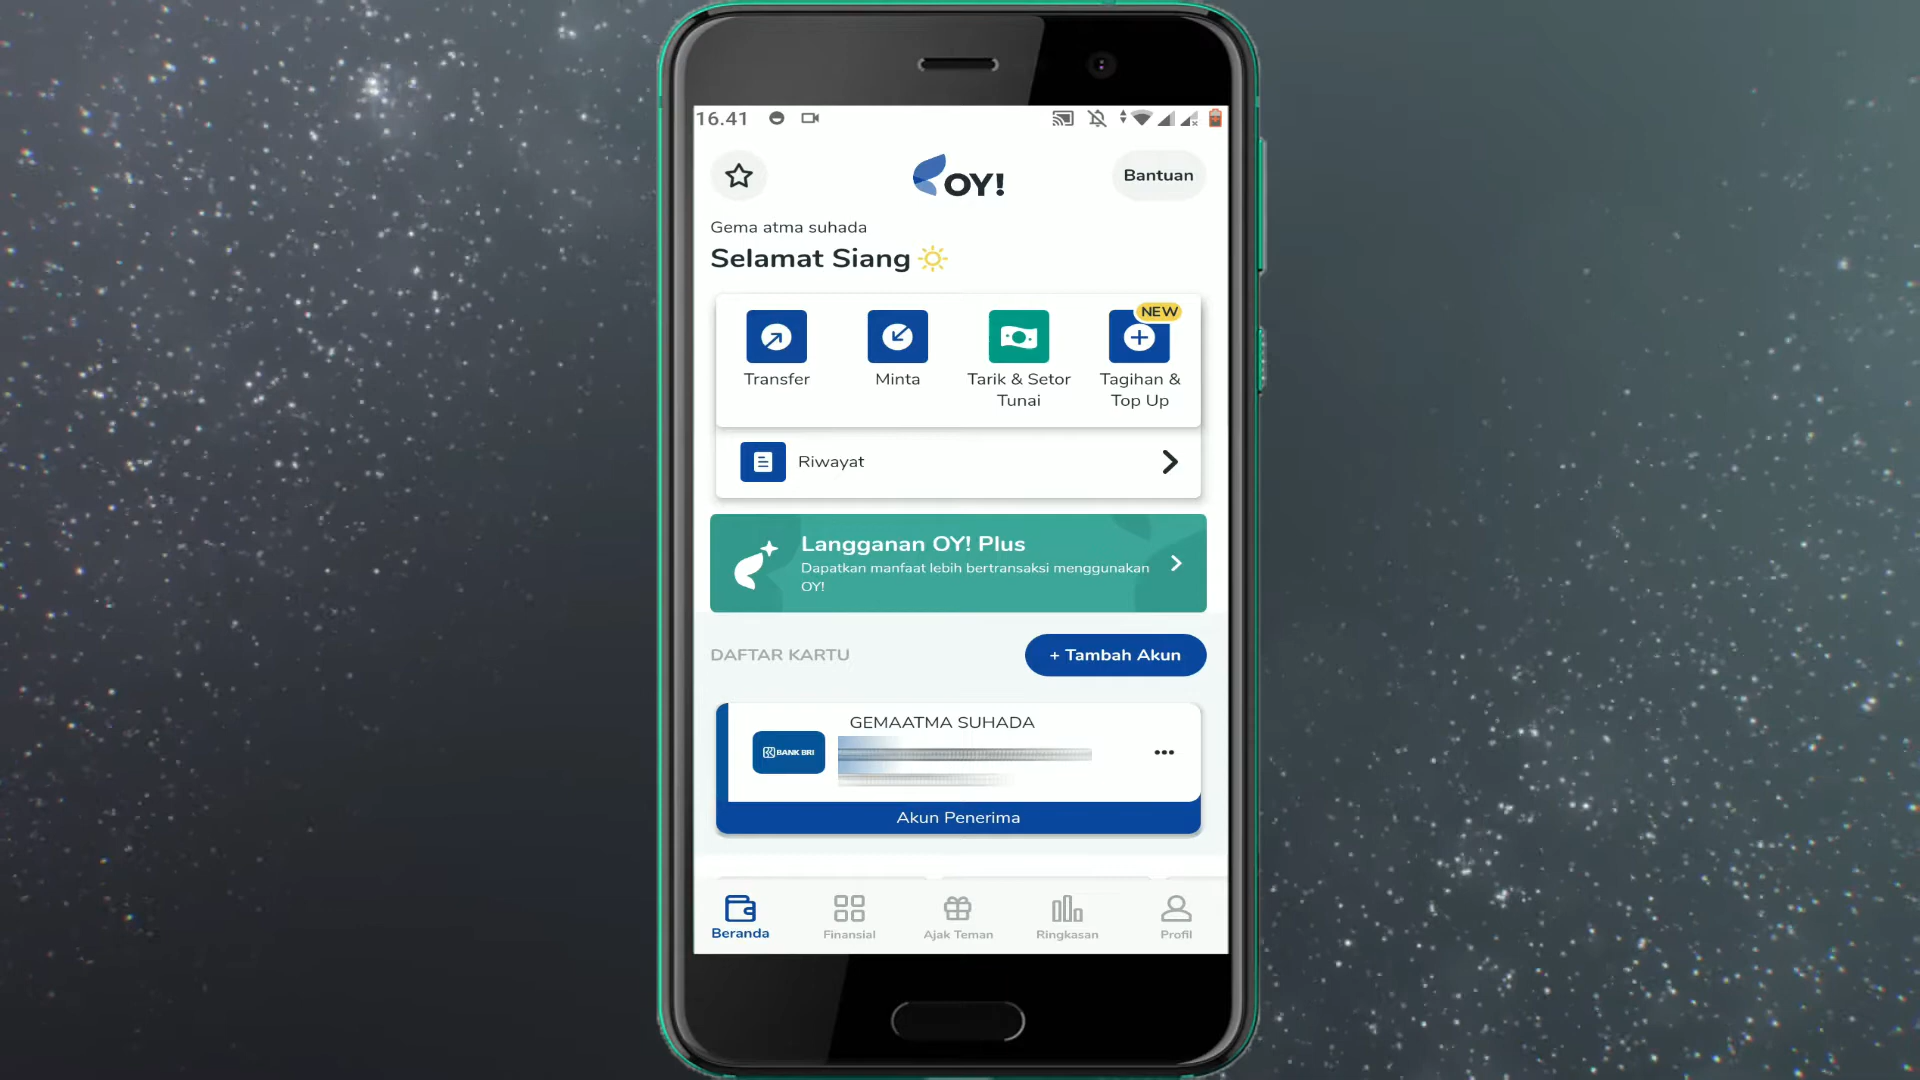 16.41
OY!
Bantuan
Gema atma suhada
Selamat Siang
NEW
Transfer
Minta
Tarik & Setor
Tunai
Tagihan &
Top Up
Riwayat
Langganan OY! Plus
Dapatkan manfaat lebih bertransaksi menggunakan
OY!
DAFTAR KARTU
+ Tambah Akun
GEMAATMA SUHADA
BANK BRI
Akun Penerima
Beranda
Finansial
Ajak Teman
Ringkasan
Profil